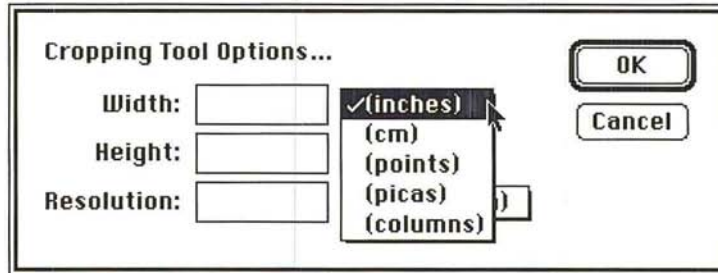 Cropping Tool Options...
OK
Width:
✓(inches)
Cancel
(cm)
Height:
(points)
(picas)
Resolution:
(columns)